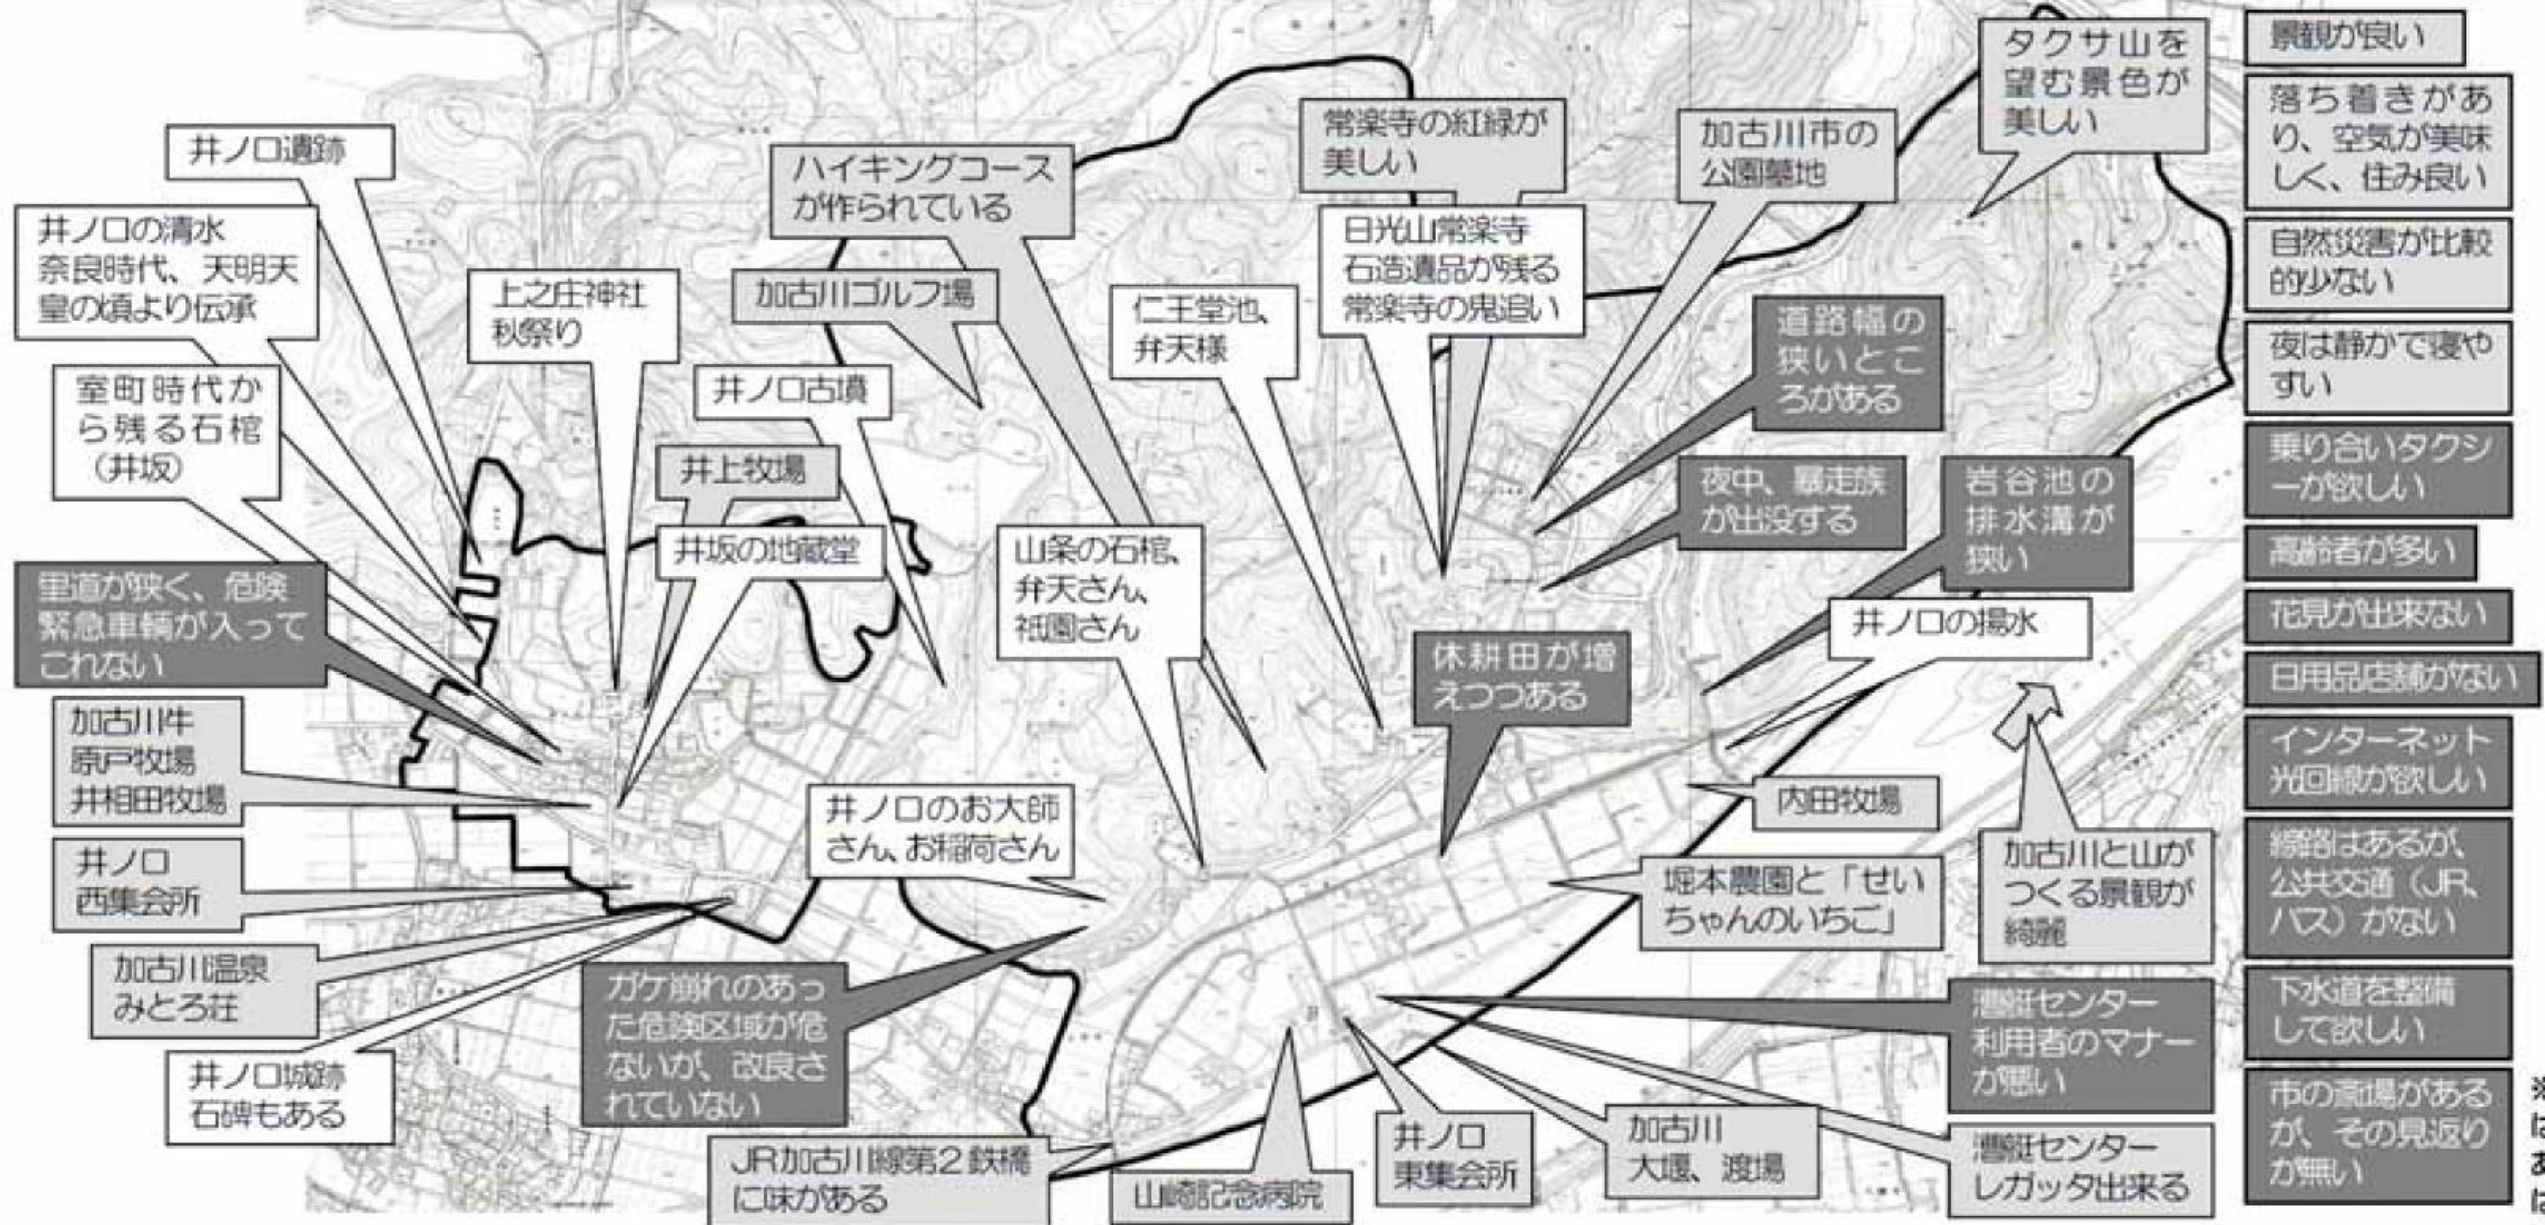 井ノ口遺跡
井ノ口の清水
奈良時代、天明天
皇の頃より伝承
室町時代か
ら残る石棺
（井坂）
里道が狭く、危険
緊急車輌が入って
これない
加古川牛
原戸牧場
井相田牧場
井ノ口
西集会所
加古川温泉
みとろ荘
井ノ口城跡
石碑もある
上之庄神社
秋祭り
ハイキングコース
が作られている
加古川ゴルフ場
井ノ口古墳
井上牧場
井坂の地蔵堂
井ノ口のお大師
さん、お稲荷さん
ガケ崩れのあっ
た危険区域が危
ないが、改良さ
れていない
JR加古川線第2鉄橋
に味がある
山条の石棺、
弁天さん、
祇園さん
仁王堂池、
弁天様
常楽寺の紅緑が
美しい
日光山常楽寺
石造遺品が残る
常楽寺の鬼追い
加古川市の
公園墓地
タクサ山を
望む景色が
美しい
道路幅の
狭いとこ
ろがある
夜中、暴走族
が出没する
岩谷池の
排水溝が
狭い
井ノ口の揚水
休耕田が増
えつつある
内田牧場
堀本農園と「せい
ちゃんのいちご」
加古川と山が
つくる景観が
綺麗
漕艇センター
利用者のマナー
が悪い
漕艇センター
レガッタ出来る
加古川
大堰、渡場
井ノ口
東集会所
山崎記念病院
景観が良い
落ち着きがあ
り、空気が美味
しく、住み良い
自然災害が比較
的少ない
夜は静かで寝や
すい
乗り合いタクシ
ーが欲しい
高齢者が多い
花見が出来ない
日用品店舗がない
インターネット
光回線が欲しい
線路はあるが、
公共交通（JR、
バス）がない
下水道を整備
して欲しい
市の斎場がある
が、その見返り
が無い
※